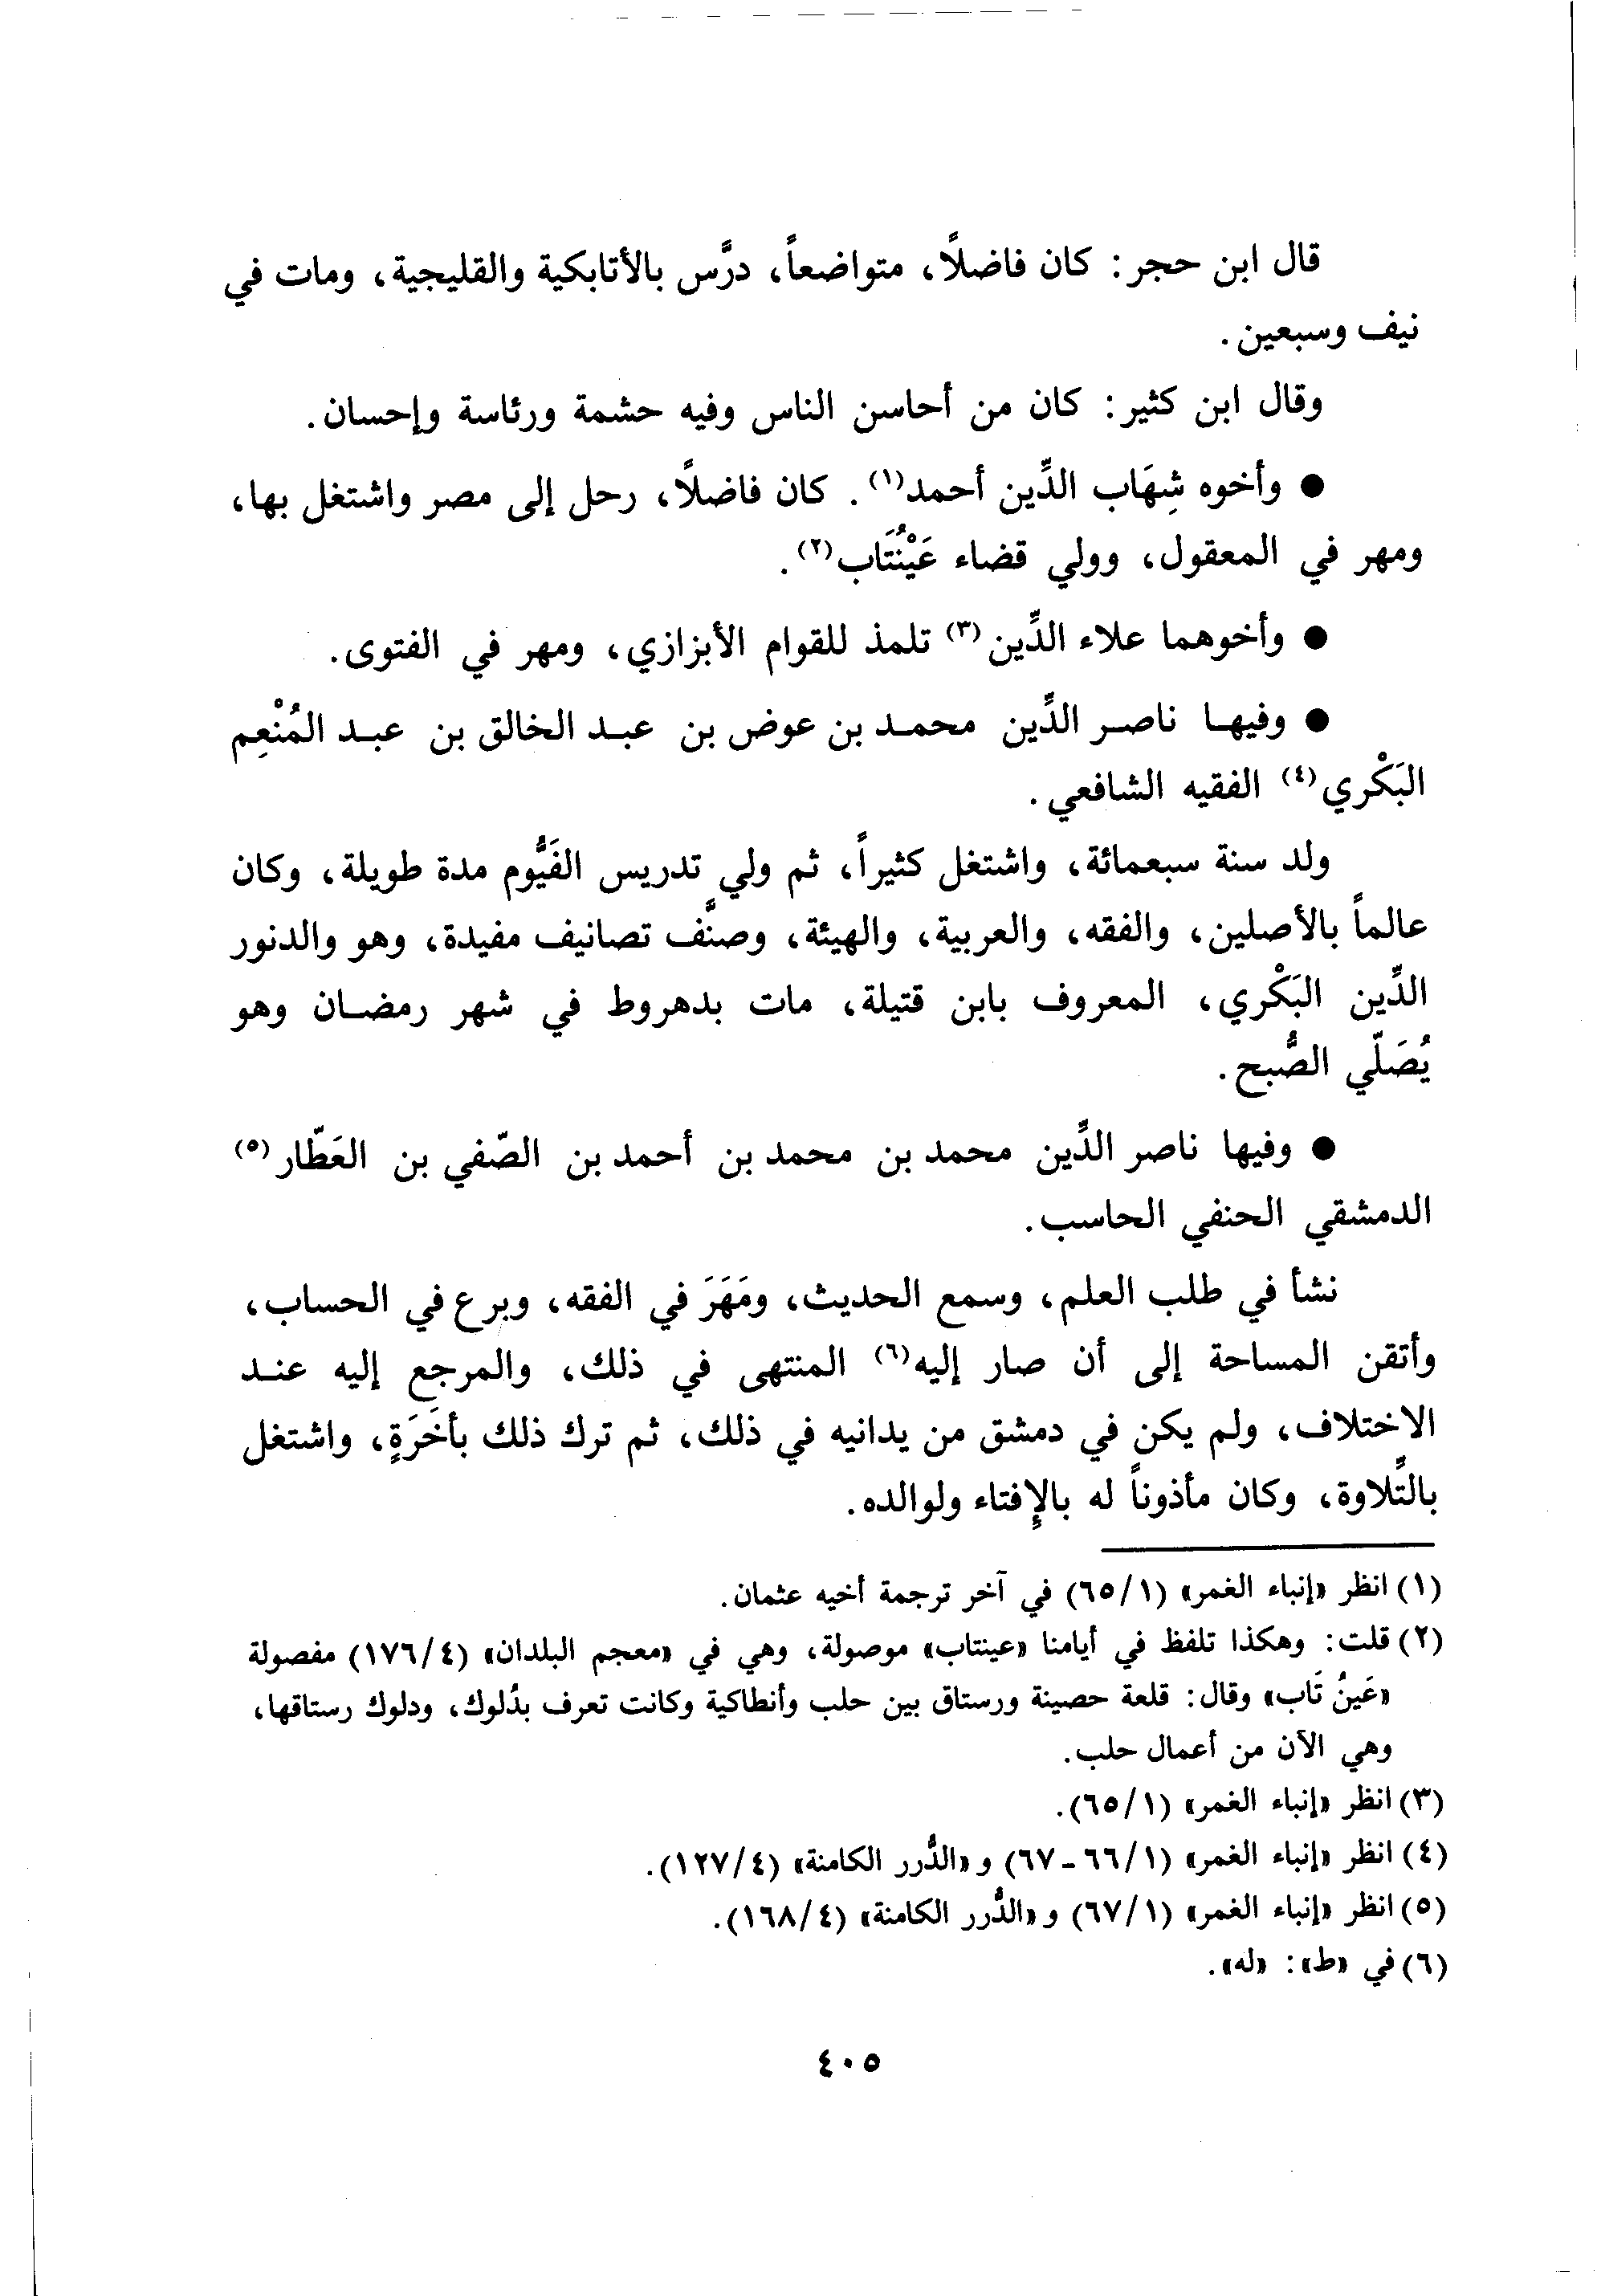 قال ابن حجر: كان فاضلاً، متواضعاً، درَّس بالأتابكية والقليجية، ومات في
نيف وسبعين.
وقال ابن كثير: كان من أحاسن الناس وفيه حشمة ورئاسة وإحسان.
● وأخوه شِهَاب الدِّين أحمد(١). كان فاضلاً، رحل إلى مصر واشتغل بها،
ومهر في المعقول، وولي قضاء عَيْنُتَاب(٢).
● وأخوهما علاء الدِّين(٣) تلمذ للقوام الأبزازي، ومهر في الفتوى.
● وفيها ناصر الدِّين محمد بن عوض بن عبد الخالق بن عبد المُنْعِم
البَكْري(٤) الفقيه الشافعي.
ولد سنة سبعمائة، واشتغل كثيراً، ثم ولي تدريس الفَيُّوم مدة طويلة، وكان
عالماً بالأصلين، والفقه، والعربية، والهيئة، وصنَّف تصانيف مفيدة، وهو والدنور
الدِّين البَكْري، المعروف بابن قتيلة، مات بدهروط في شهر رمضان وهو
يُصَلّي الصُّبح.
● وفيها ناصر الدِّين محمد بن محمد بن أحمد بن الصّفي بن العَطّار(٥)
الدمشقي الحنفي الحاسب.
نشأ في طلب العلم، وسمع الحديث، ومَهَرَ في الفقه، وبرع في الحساب،
وأتقن المساحة إلى أن صار إليه(٦) المنتهى في ذلك، والمرجع إليه عند
الاختلاف، ولم يكن في دمشق من يدانيه في ذلك، ثم ترك ذلك بأخَرَةٍ، واشتغل
بالتِّلاوة، وكان مأذوناً له بالإفتاء ولوالده.
(١) انظر «إنباء الغمر» (٦٥/١) في آخر ترجمة أخيه عثمان.
(٢) قلت: وهكذا تلفظ في أيامنا «عينتاب» موصولة، وهي في «معجم البلدان» (١٧٦/٤) مفصولة
«عَينُ تَاب» وقال: قلعة حصينة ورستاق بين حلب وأنطاكية وكانت تعرف بدُلوك، ودلوك رستاقها،
وهي الآن من أعمال حلب.
(٣) انظر «إنباء الغمر» (٦٥/١).
(٤) انظر «إنباء الغمر» (٦٦/١ - ٦٧) و «الدُّرر الكامنة» (١٢٧/٤).
(٥) انظر «إنباء الغمر» (٦٧/١) و «الدُّرر الكامنة» (١٦٨/٤).
(٦) في «ط»: «له».
٤٠٥